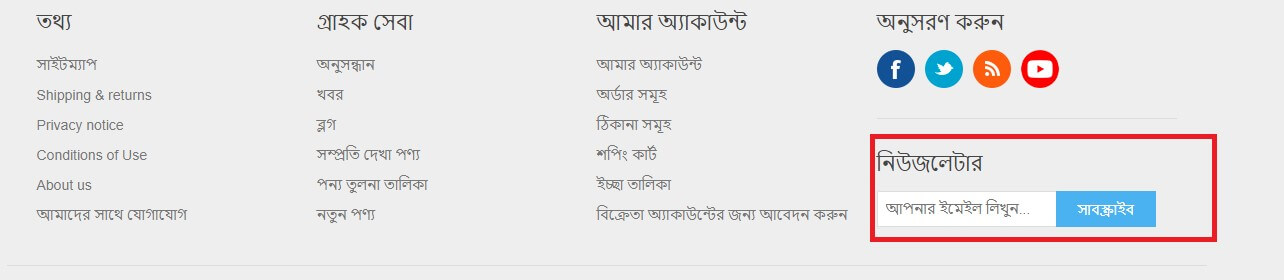 তথ্য
সাইটম্যাপ
Shipping & returns
Privacy notice
Conditions of Use
About us
আমাদের সাথে যোগাযোগ
গ্রাহক সেবা
অনুসন্ধান
খবর
ব্লগ
সম্প্রতি দেখা পণ্য
পন্য তুলনা তালিকা
নতুন পণ্য
আমার অ্যাকাউন্ট
আমার অ্যাকাউন্ট
অর্ডার সমূহ
ঠিকানা সমূহ
শপিং কার্ট
ইচ্ছা তালিকা
বিক্রেতা অ্যাকাউন্টের জন্য আবেদন করুন
অনুসরণ করুন
নিউজলেটার
আপনার ইমেইল লিখুন...
সাবস্ক্রাইব